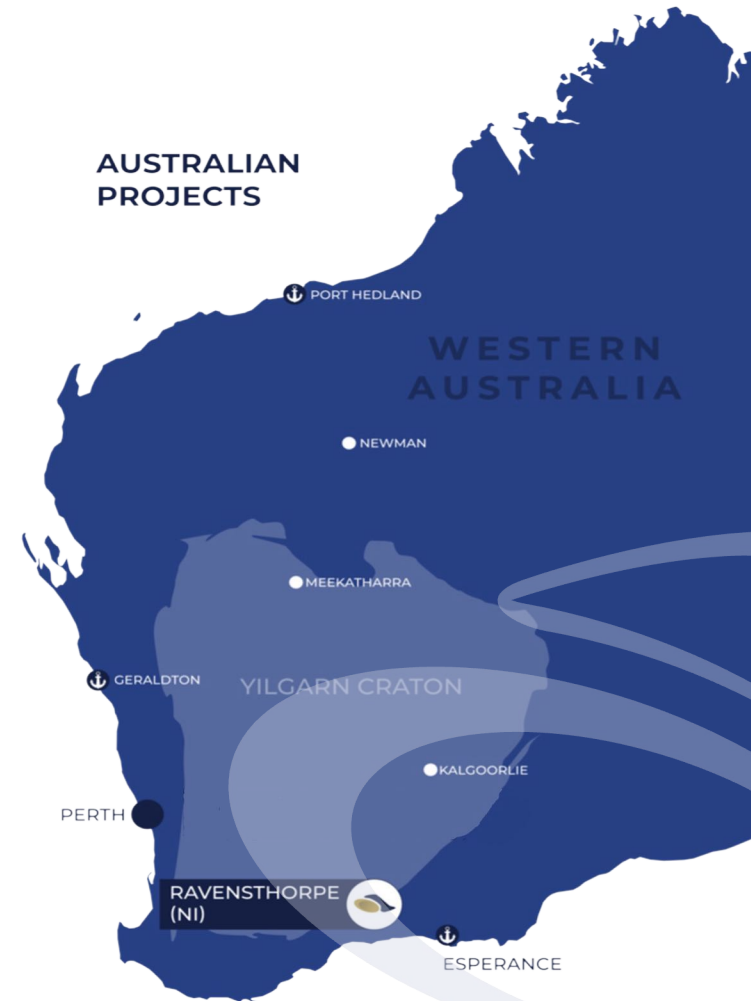 AUSTRALIAN
PROJECTS
PORT HEDLAND
WESTERN
AUSTRALIA
NEWMAN
MEEKATHARRA
GERALDTON
YILGARN CRATON
KALGOORLIE
PERTH
RAVENSTHORPE
(NI)
ESPERANCE